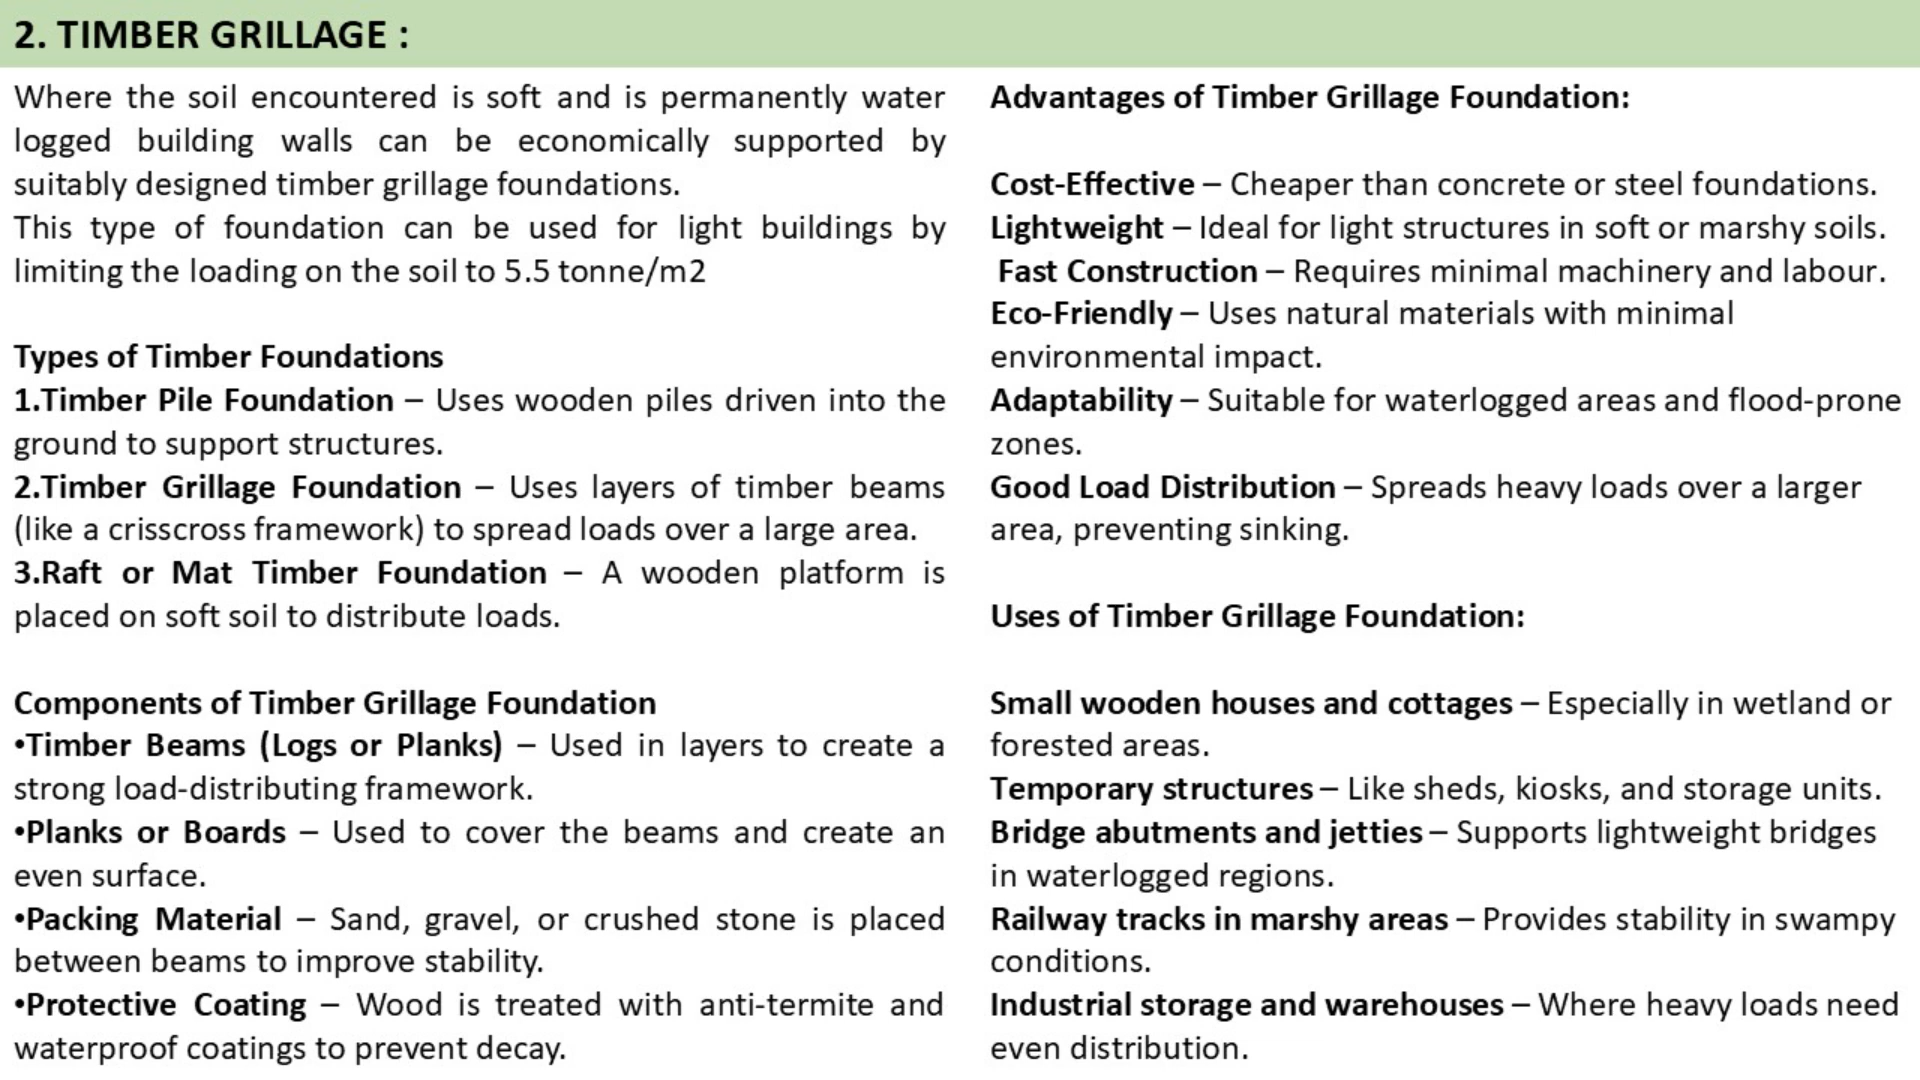 2. TIMBER GRILLAGE :
Where the soil encountered is soft and is permanently water
logged building walls can be economically supported by
suitably designed timber grillage foundations.
This type of foundation can be used for light buildings by
limiting the loading on the soil to 5.5 tonne/m2
Types of Timber Foundations
1.Timber Pile Foundation – Uses wooden piles driven into the
ground to support structures.
2.Timber Grillage Foundation – Uses layers of timber beams
(like a crisscross framework) to spread loads over a large area.
3.Raft or Mat Timber Foundation – A wooden platform is
placed on soft soil to distribute loads.
Components of Timber Grillage Foundation
•Timber Beams (Logs or Planks) – Used in layers to create a
strong load-distributing framework.
•Planks or Boards – Used to cover the beams and create an
even surface.
•Packing Material – Sand, gravel, or crushed stone is placed
between beams to improve stability.
•Protective Coating – Wood is treated with anti-termite and
waterproof coatings to prevent decay.
Advantages of Timber Grillage Foundation:
Cost-Effective – Cheaper than concrete or steel foundations.
Lightweight – Ideal for light structures in soft or marshy soils.
Fast Construction – Requires minimal machinery and labour.
Eco-Friendly – Uses natural materials with minimal
environmental impact.
Adaptability – Suitable for waterlogged areas and flood-prone
zones.
Good Load Distribution – Spreads heavy loads over a larger
area, preventing sinking.
Uses of Timber Grillage Foundation:
Small wooden houses and cottages – Especially in wetland or
forested areas.
Temporary structures – Like sheds, kiosks, and storage units.
Bridge abutments and jetties – Supports lightweight bridges
in waterlogged regions.
Railway tracks in marshy areas – Provides stability in swampy
conditions.
Industrial storage and warehouses – Where heavy loads need
even distribution.